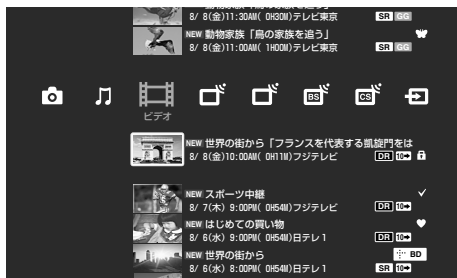 8/ 8(金)11:30AM( 0H30M)テレビ東京 SR GG
NEW 動物家族「鳥の家族を追う」
8/ 8(金)11:00AM( 1H00M)テレビ東京 SR GG
BS CS
ビデオ
NEW 世界の街から「フランスを代表する凱旋門をは
8/ 8(金)10:00AM( 0H11M)フジテレビ DR 10
NEW スポーツ中継
8/ 7(木) 9:00PM( 0H54M)フジテレビ DR 10
NEW はじめての買い物
8/ 6(水) 9:00PM( 0H54M)日テレ1 DR 10
NEW 世界の街から BD
8/ 6(水) 8:00PM( 0H54M)日テレ1 SR 10